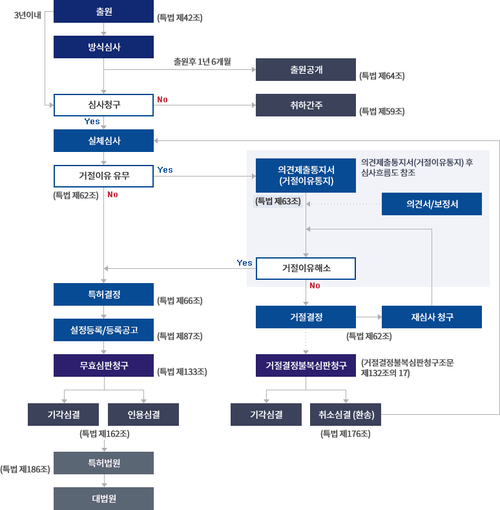 출원
3년이내
(특법 제42조)
방식심사
출원후 1년 6개월
출원공개
(특법 제64조)
심사청구
No
취하간주
(특법 제59조)
Yes
실체심사
거절이유 유무
Yes
(특법 제62조)
No
의견제출통지서
(거절이유통지)
의견제출통지서(거절이유통지) 후
심사흐름도 참조
(특법 제63조)
의견서/보정서
Yes
거절이유해소
No
특허결정
(특법 제66조)
거절결정
재심사 청구
(특법 제62조)
설정등록/등록공고
(특법 제87조)
무효심판청구
(특법 제133조)
거절결정불복심판청구
(거절결정불복심판청구조문
제132조의 17)
기각심결
인용심결
(특법 제162조)
기각심결
취소심결 (환송)
(특법 제176조)
특허법원
(특법 제186조)
대법원